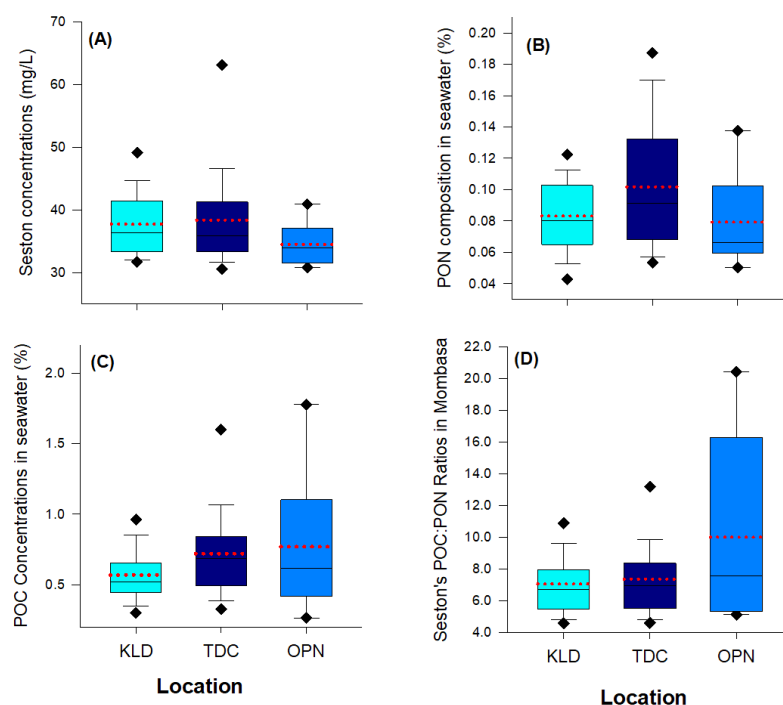 (A)
Seston concentrations (mg/L)
70
60
50
40
30
(B)
PON composition in seawater (%)
0.20
0.18
0.16
0.14
0.12
0.10
0.08
0.06
0.04
(C)
POC Concentrations in seawater (%)
2.0
1.5
1.0
0.5
KLD TDC OPN
Location
(D)
Seston's POC:PON Ratios in Mombasa
22.0
20.0
18.0
16.0
14.0
12.0
10.0
8.0
6.0
4.0
KLD TDC OPN
Location